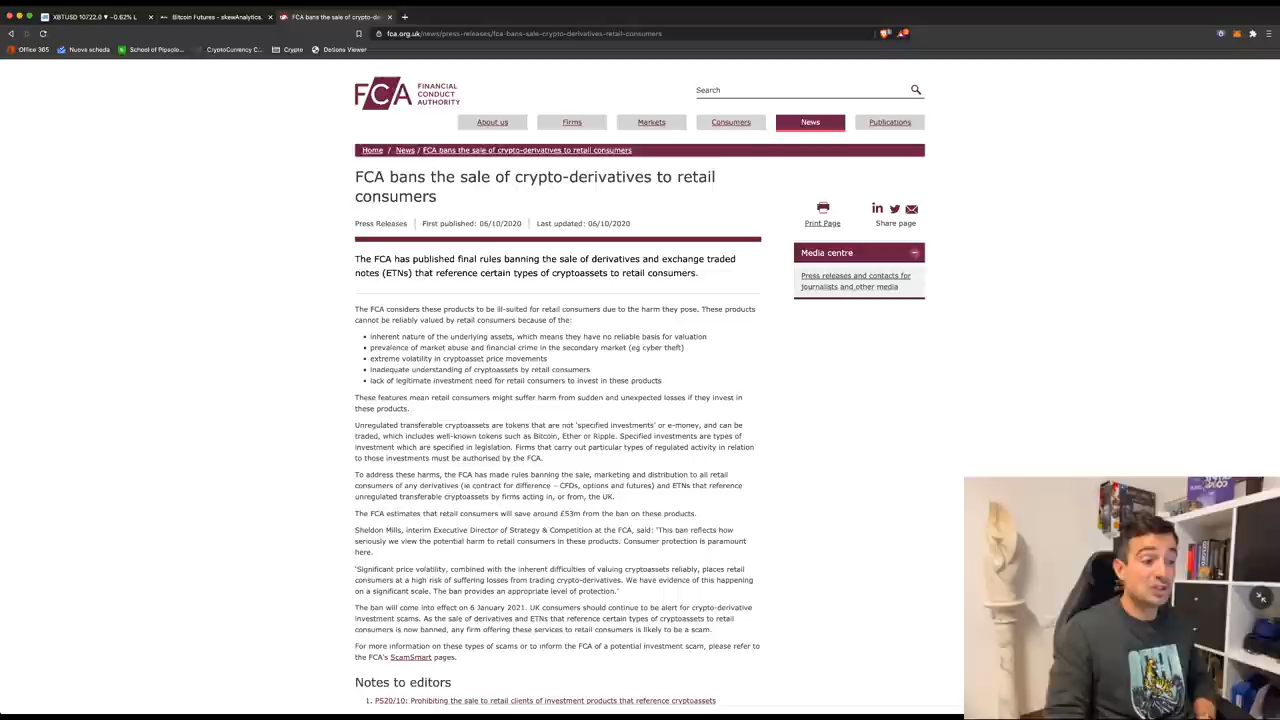 XBTUSD 10722.0 ▼ −0.62% L
Bitcoin Futures - skewAnalytics.
FCA bans the sale of crypto-de
fca.org.uk/news/press-releases/fca-bans-sale-crypto-derivatives-retail-consumers
Office 365 Nuova scheda School of Pipsolo... CryptoCurrency C... Crypto Options Viewer
FCA FINANCIAL
CONDUCT
AUTHORITY
Search
About us Firms Markets Consumers News Publications
Home / News / FCA bans the sale of crypto-derivatives to retail consumers
FCA bans the sale of crypto-derivatives to retail
consumers
Press Releases First published: 06/10/2020 Last updated: 06/10/2020
Print Page Share page
The FCA has published final rules banning the sale of derivatives and exchange traded
notes (ETNs) that reference certain types of cryptoassets to retail consumers.
Media centre
Press releases and contacts for
journalists and other media
The FCA considers these products to be ill-suited for retail consumers due to the harm they pose. These products
cannot be reliably valued by retail consumers because of the:
• inherent nature of the underlying assets, which means they have no reliable basis for valuation
• prevalence of market abuse and financial crime in the secondary market (eg cyber theft)
• extreme volatility in cryptoasset price movements
• inadequate understanding of cryptoassets by retail consumers
• lack of legitimate investment need for retail consumers to invest in these products
These features mean retail consumers might suffer harm from sudden and unexpected losses if they invest in
these products.
Unregulated transferable cryptoassets are tokens that are not 'specified investments' or e-money, and can be
traded, which includes well-known tokens such as Bitcoin, Ether or Ripple. Specified investments are types of
investment which are specified in legislation. Firms that carry out particular types of regulated activity in relation
to those investments must be authorised by the FCA.
To address these harms, the FCA has made rules banning the sale, marketing and distribution to all retail
consumers of any derivatives (ie contract for difference – CFDs, options and futures) and ETNs that reference
unregulated transferable cryptoassets by firms acting in, or from, the UK.
The FCA estimates that retail consumers will save around £53m from the ban on these products.
Sheldon Mills, interim Executive Director of Strategy & Competition at the FCA, said: 'This ban reflects how
seriously we view the potential harm to retail consumers in these products. Consumer protection is paramount
here.
'Significant price volatility, combined with the inherent difficulties of valuing cryptoassets reliably, places retail
consumers at a high risk of suffering losses from trading crypto-derivatives. We have evidence of this happening
on a significant scale. The ban provides an appropriate level of protection.'
The ban will come into effect on 6 January 2021. UK consumers should continue to be alert for crypto-derivative
investment scams. As the sale of derivatives and ETNs that reference certain types of cryptoassets to retail
consumers is now banned, any firm offering these services to retail consumers is likely to be a scam.
For more information on these types of scams or to inform the FCA of a potential investment scam, please refer to
the FCA's ScamSmart pages.
Notes to editors
1. PS20/10: Prohibiting the sale to retail clients of investment products that reference cryptoassets